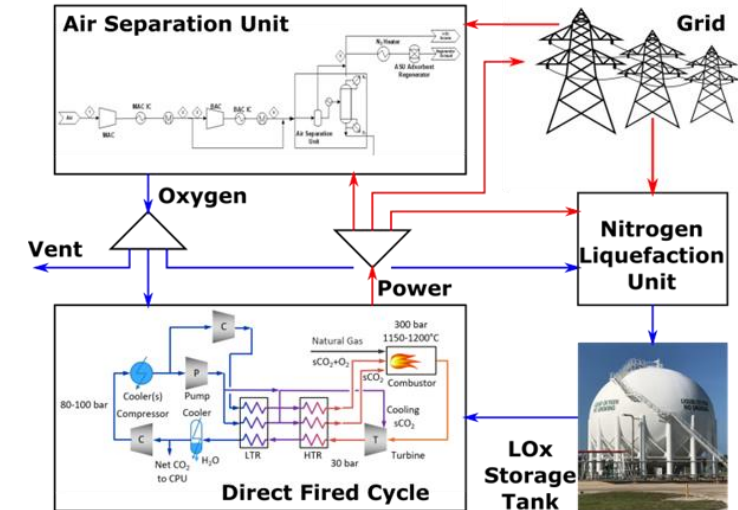 Air Separation Unit
Grid
N₂ Heater
ASU Adsorbent
Regenerator
Air
MAC
MAC IC
BAC
BAC IC
Air Separation
Unit
Oxygen
Vent
Power
Nitrogen
Liquefaction
Unit
300 bar
1150-1200°C
Natural Gas
sCO₂+O₂
sCO₂
Combustor
C
P
Cooler(s)
Pump
80-100 bar
Compressor
Cooler
Cooling
sCO₂
C
T
H₂O
LTR
HTR
30 bar
Turbine
Net CO₂
to CPU
Direct Fired Cycle
LOx
Storage
Tank